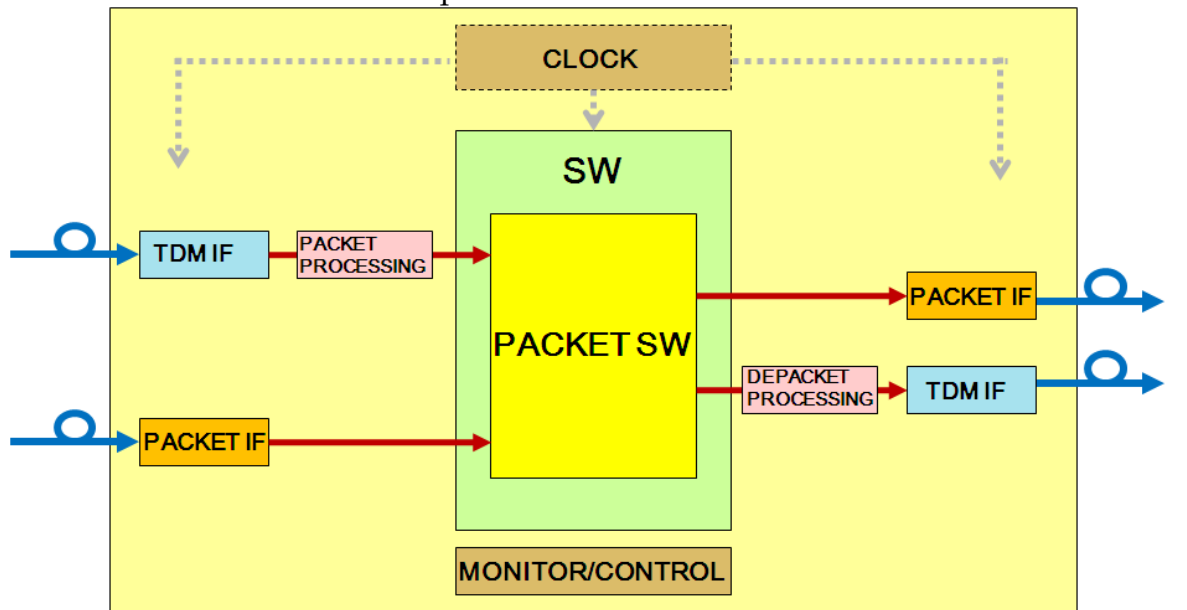 CLOCK
SW
TDM IF
PACKET
PROCESSING
PACKET IF
PACKET SW
DEPACKET
PROCESSING
TDM IF
PACKET IF
MONITOR/CONTROL